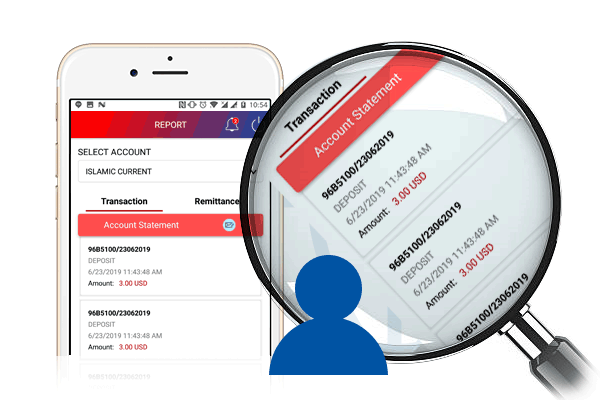 10:54
REPORT
2
SELECT ACCOUNT
ISLAMIC CURRENT
Transaction
Remittance
Account Statement
96B5100/23062019
DEPOSIT
6/23/2019 11:43:48 AM
Amount: 3.00 USD
96B5100/23062019
DEPOSIT
6/23/2019 11:43:48 AM
Amount: 3.00 USD
Transaction
Account Statement
96B5100/23062019
DEPOSIT
6/23/2019 11:43:48 AM
Amount: 3.00 USD
96B5100/23062019
DEPOSIT
6/23/2019 11:43:48 AM
Amount: 3.00 USD
96B5100/23062019